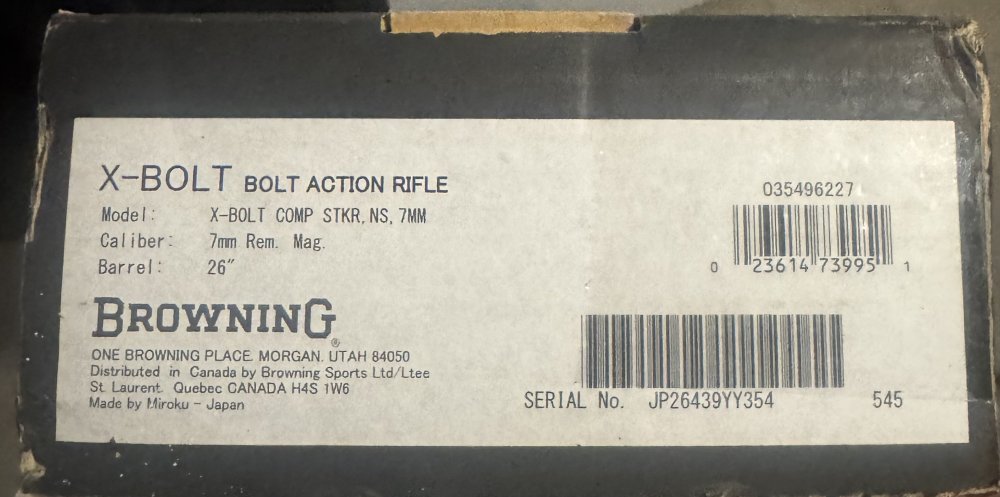 X-BOLT BOLT ACTION RIFLE
Model: X-BOLT COMP STKR,NS,7MM
Caliber: 7mm Rem. Mag.
Barrel: 26"
BROWNING®
ONE BROWNING PLACE. MORGAN. UTAH 84050
Distributed in Canada by Browning Sports Ltd/Ltee
St. Laurent. Quebec CANADA H4S 1W6
Made by Miroku - Japan
035496227
0 23614 73995 1
SERIAL No. JP26439YY354 545